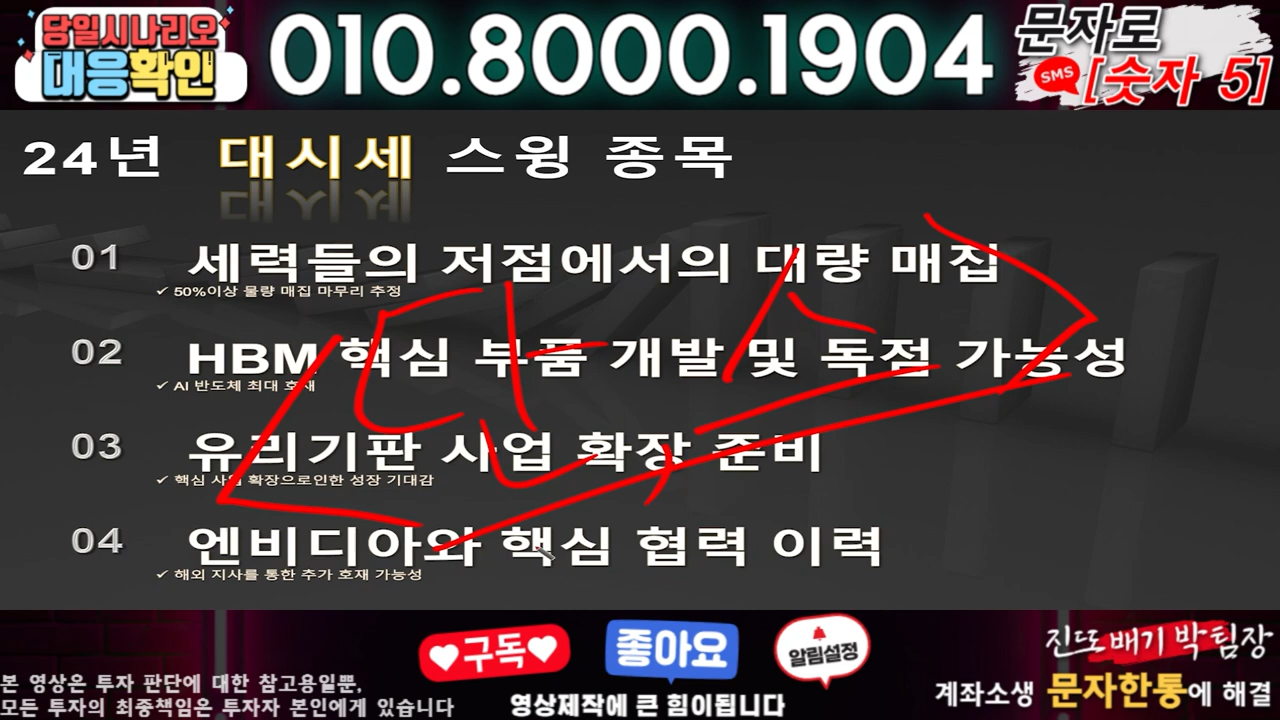 당일시나리오
대응확인
010.8000.1904
문자로
SMS [숫자 5]
24년 대시세 스윙 종목
01 세력들의 저점에서의 대량 매집
✓ 50%이상 물량 매집 마무리 추정
02 HBM 핵심 부품 개발 및 독점 가능성
✓ AI 반도체 최대 호재
03 유리기판 사업 확장 준비
✓ 핵심 사업 확장으로인한 성장 기대감
04 엔비디아와 핵심 협력 이력
✓ 해외 지사를 통한 추가 호재 가능성
단 스
구독
좋아요
알림설정
영상제작에 큰 힘이됩니다
본 영상은 투자 판단에 대한 참고용일뿐,
모든 투자의 최종책임은 투자자 본인에게 있습니다
진또배기 박팀장
계좌소생 문자한통에 해결